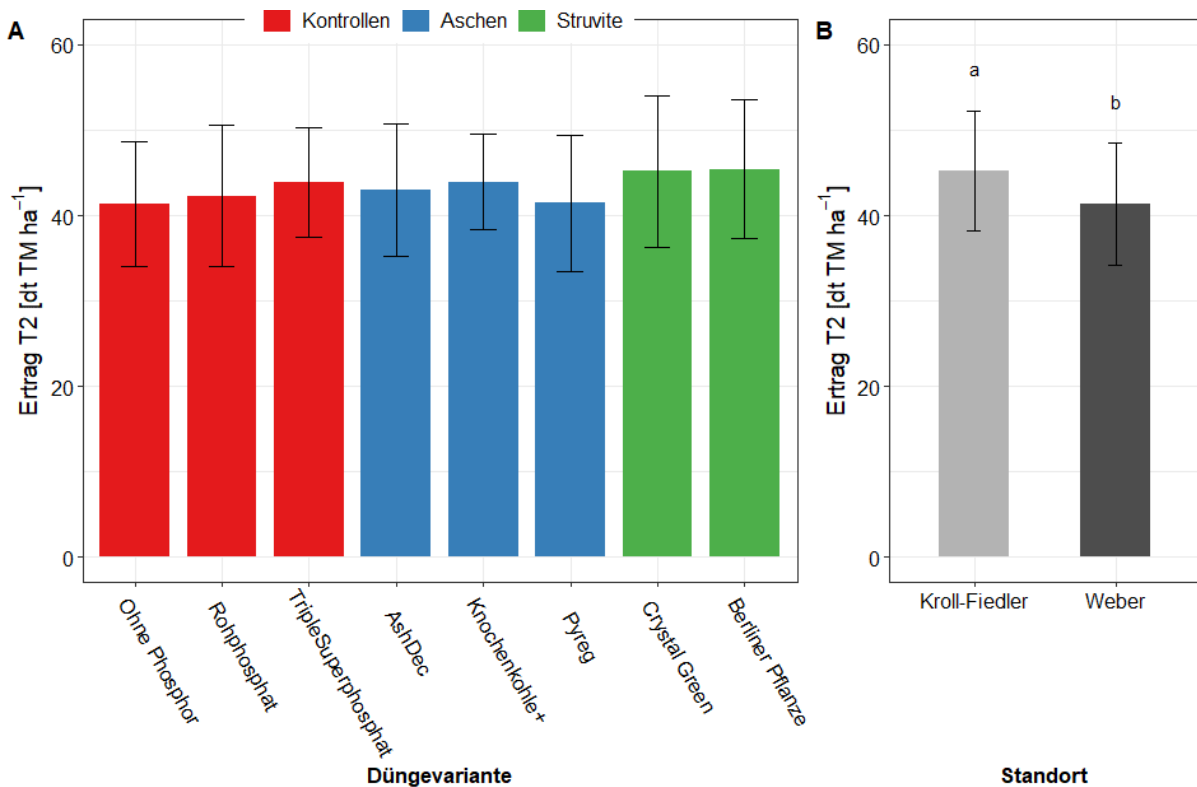 A
Kontrollen Aschen Struvite
Ertrag T2 [dt TM ha⁻¹]
60
40
20
0
Ohne Phosphor
Rohphosphat
TripleSuperphosphat
AshDec
Knochenkohle+
Pyreg
Crystal Green
Berliner Pflanze
Düngevariante
B
Ertrag T2 [dt TM ha⁻¹]
60
40
20
0
a
b
Kroll-Fiedler
Weber
Standort